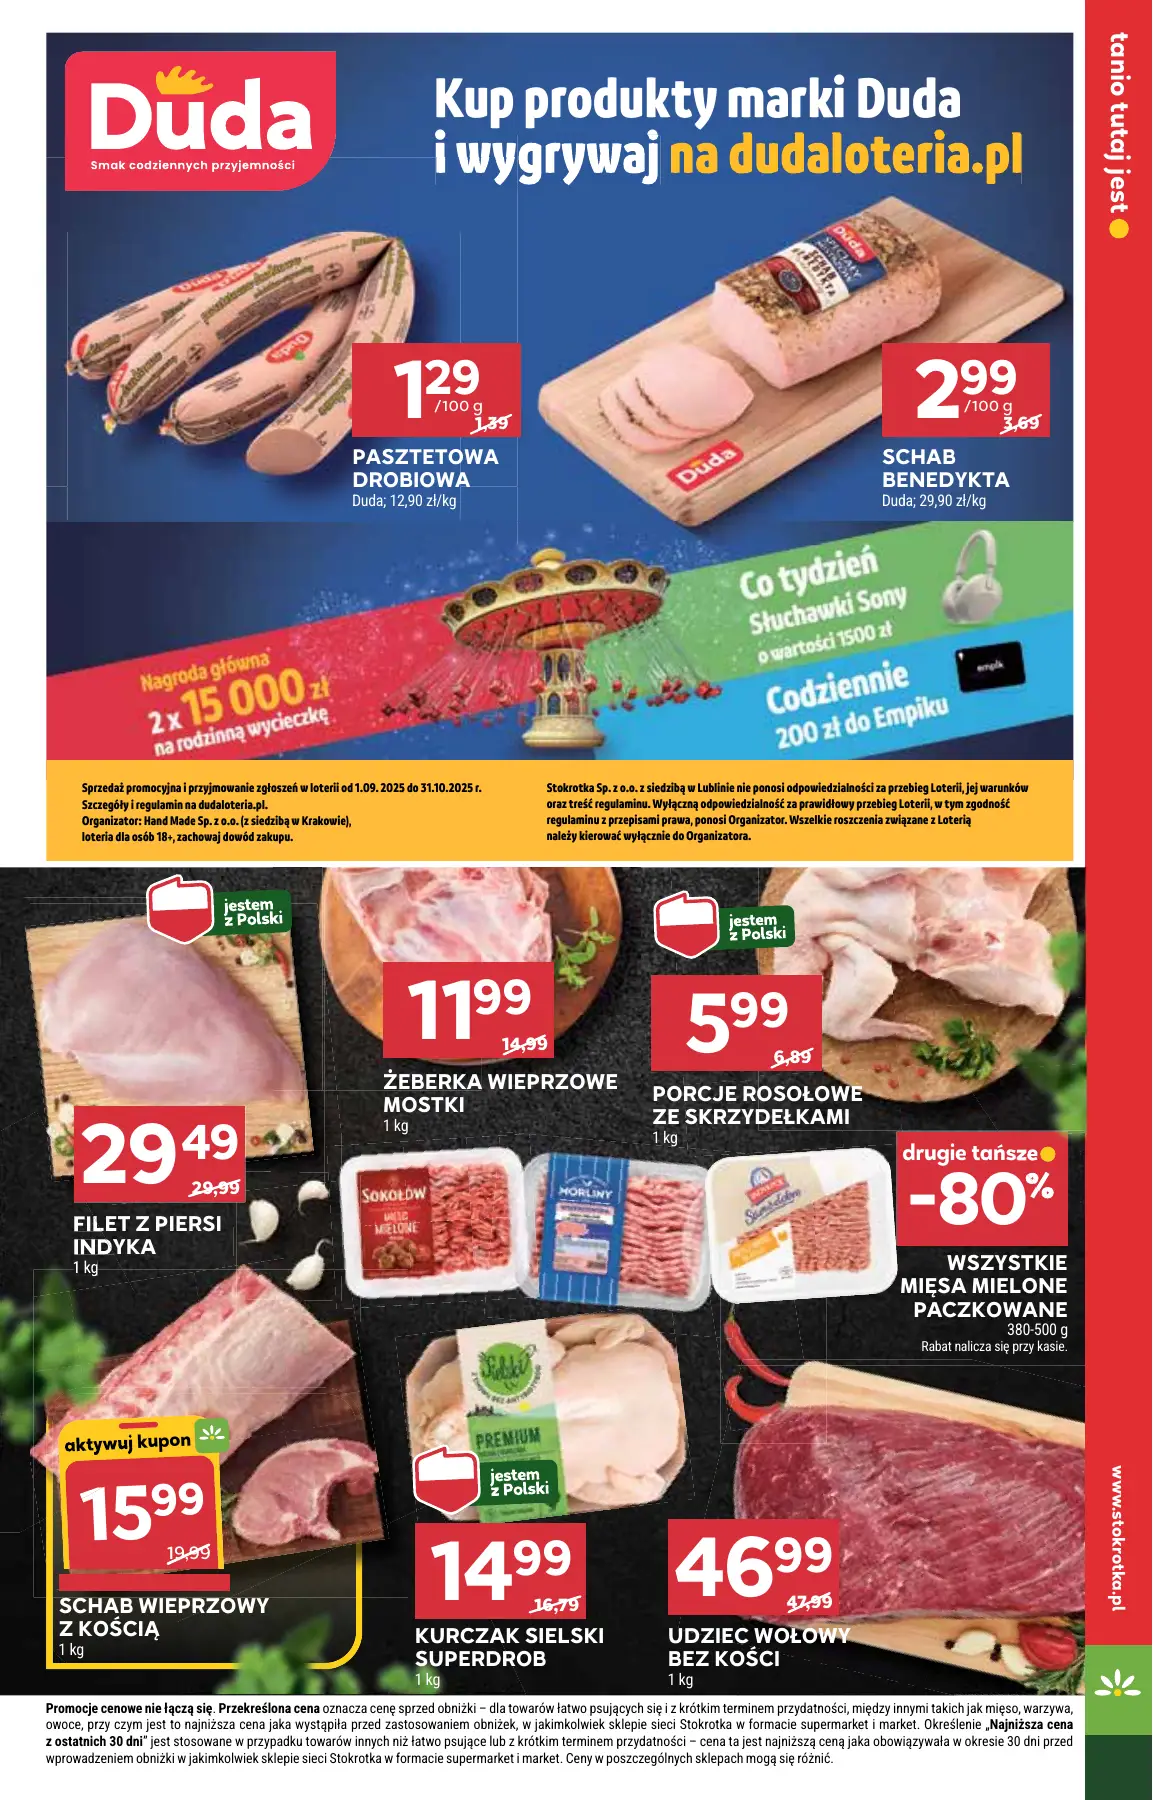 tanio tutaj jest
Duda
Smak codziennych przyjemności
Kup produkty marki Duda
i wygrywaj na dudaloteria.pl
Duda
Duda
SPECJAŁY
MISTRZÓW
SCHAB
BENEDYKTA
Duda
1 29
/100 g
1,39
PASZTETOWA
DROBIOWA
Duda; 12,90 zł/kg
2 99
/100 g
3,69
SCHAB
BENEDYKTA
Duda; 29,90 zł/kg
Nagroda główna
2 x 15 000 zł
na rodzinną wycieczkę
Co tydzień
Słuchawki Sony
o wartości 1500 zł
Codziennie
200 zł do Empiku
empik
Sprzedaż promocyjna i przyjmowanie zgłoszeń w loterii od 1.09. 2025 do 31.10.2025 r.
Szczegóły i regulamin na dudaloteria.pl.
Organizator: Hand Made Sp. z o.o. (z siedzibą w Krakowie),
loteria dla osób 18+, zachowaj dowód zakupu.
Stokrotka Sp. z o.o. z siedzibą w Lublinie nie ponosi odpowiedzialności za przebieg Loterii, jej warunków
oraz treść regulaminu. Wyłączną odpowiedzialność za prawidłowy przebieg Loterii, w tym zgodność
regulaminu z przepisami prawa, ponosi Organizator. Wszelkie roszczenia związane z Loterią
należy kierować wyłącznie do Organizatora.
jestem
z Polski
29 49
29,99
FILET Z PIERSI
INDYKA
1 kg
11 99
14,99
ŻEBERKA WIEPRZOWE
MOSTKI
1 kg
jestem
z Polski
5 99
6,89
PORCJE ROSOŁOWE
ZE SKRZYDEŁKAMI
1 kg
SOKOŁÓW
MIĘSO
MIELONE
MORLINY
drugie tańsze
-80%
WSZYSTKIE
MIĘSA MIELONE
PACZKOWANE
380-500 g
Rabat nalicza się przy kasie.
aktywuj kupon
15 99
19,99
SCHAB WIEPRZOWY
Z KOŚCIĄ
1 kg
Sielski
PREMIUM
jestem
z Polski
14 99
16,79
KURCZAK SIELSKI
SUPERDROB
1 kg
46 99
47,99
UDZIEC WOŁOWY
BEZ KOŚCI
1 kg
www.stokrotka.pl
Promocje cenowe nie łączą się. Przekreślona cena oznacza cenę sprzed obniżki – dla towarów łatwo psujących się i z krótkim terminem przydatności, między innymi takich jak mięso, warzywa,
owoce, przy czym jest to najniższa cena jaka wystąpiła przed zastosowaniem obniżek, w jakimkolwiek sklepie sieci Stokrotka w formacie supermarket i market. Określenie „Najniższa cena
z ostatnich 30 dni” jest stosowane w przypadku towarów innych niż łatwo psujące lub z krótkim terminem przydatności – cena ta jest najniższą ceną jaka obowiązywała w okresie 30 dni przed
wprowadzeniem obniżki w jakimkolwiek sklepie sieci Stokrotka w formacie supermarket i market. Ceny w poszczególnych sklepach mogą się różnić.